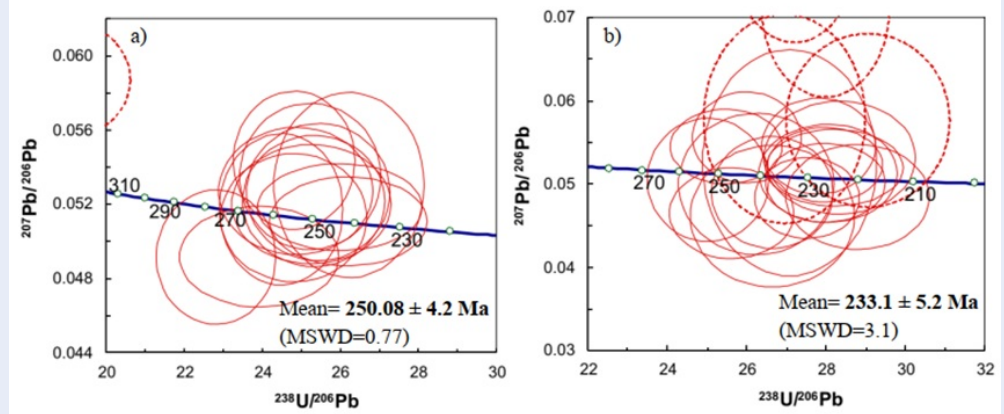 a)
0.060
0.056
0.052
0.048
0.044
207Pb/206Pb
310
290
270
250
230
Mean= 250.08 ± 4.2 Ma
(MSWD=0.77)
20 22 24 26 28 30
238U/206Pb
b)
0.07
0.06
0.05
0.04
0.03
207Pb/206Pb
270
250
230
210
Mean= 233.1 ± 5.2 Ma
(MSWD=3.1)
22 24 26 28 30 32
238U/206Pb